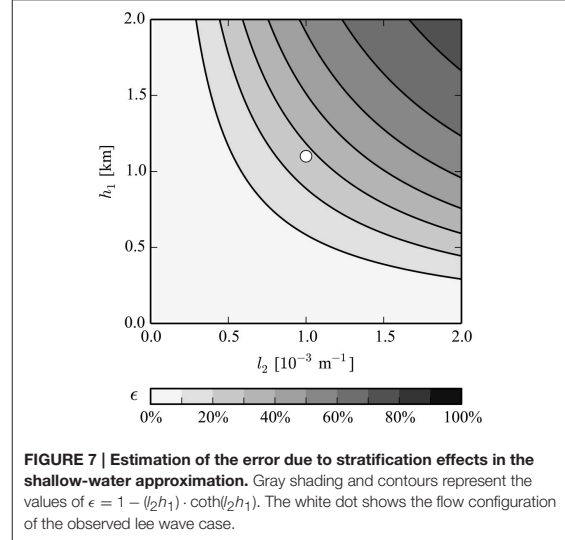 2.0
1.5
1.0
0.5
0.0
h₁ [km]
0.0 0.5 1.0 1.5 2.0
l₂ [10⁻³ m⁻¹]
ϵ
0% 20% 40% 60% 80% 100%
FIGURE 7 | Estimation of the error due to stratification effects in the
shallow-water approximation. Gray shading and contours represent the
values of ϵ = 1 − (l₂h₁) · coth(l₂h₁). The white dot shows the flow configuration
of the observed lee wave case.